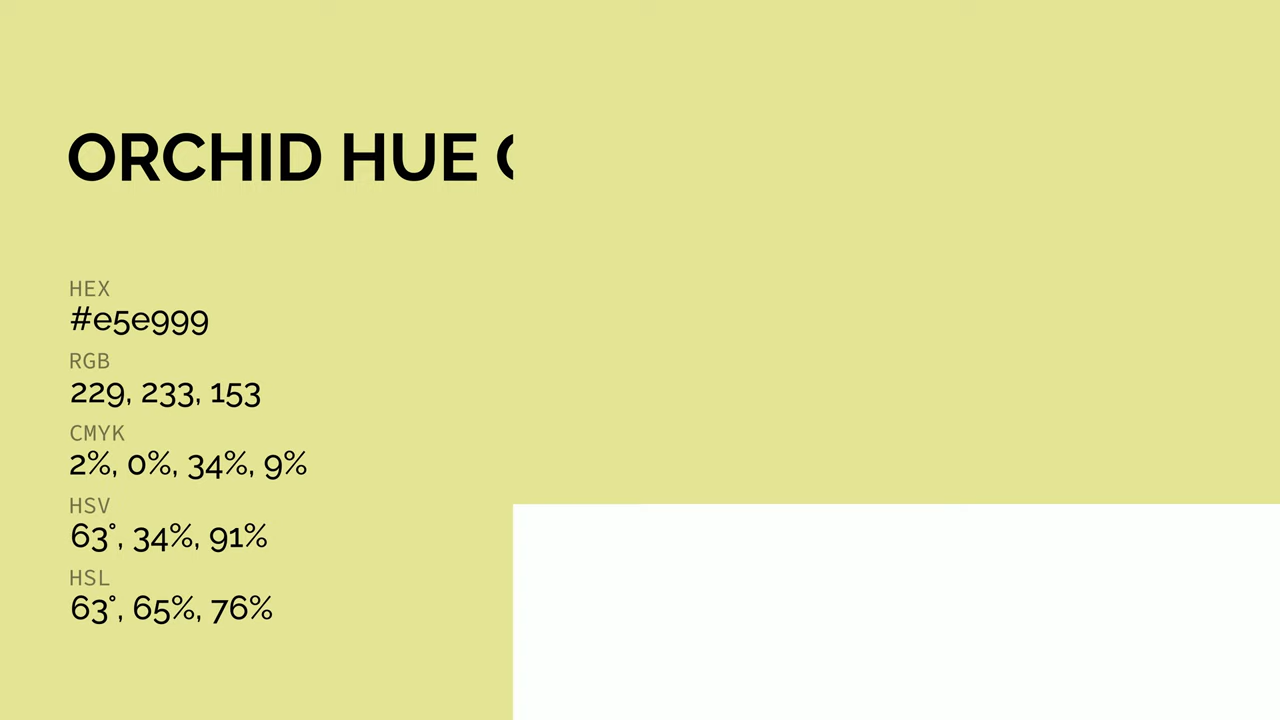 ORCHID HUE
HEX
#e5e999
RGB
229, 233, 153
CMYK
2%, 0%, 34%, 9%
HSV
63°, 34%, 91%
HSL
63°, 65%, 76%